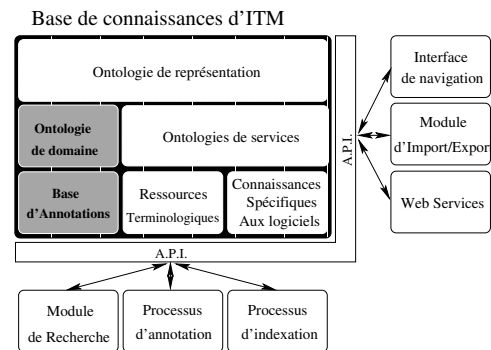 Base de connaissances d'ITM
Ontologie de représentation
Ontologie
de domaine
Ontologies de services
Base
d'Annotations
Ressources
Terminologiques
Connaissances
Spécifiques
Aux logiciels
A.P.I.
A.P.I.
Interface
de navigation
Module
d'Import/Export
Web Services
Module
de Recherche
Processus
d'annotation
Processus
d'indexation